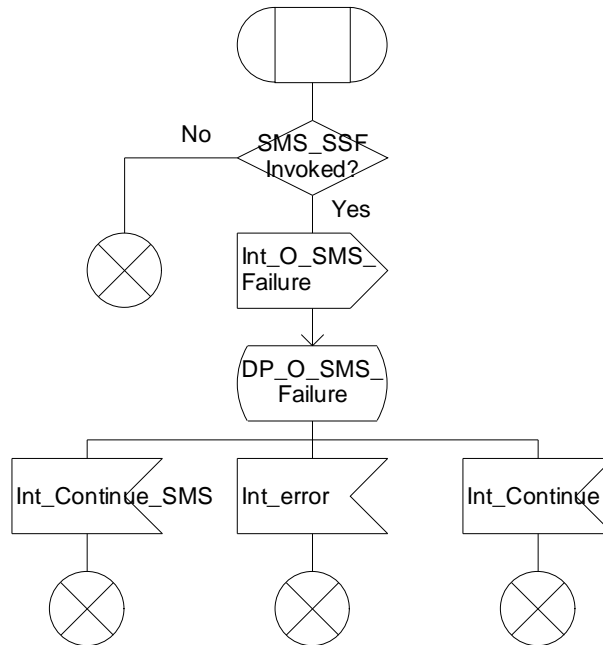 No
SMS_SSF
Invoked?
Yes
Int_O_SMS_
Failure
DP_O_SMS_
Failure
Int_Continue_SMS
Int_error
Int_Continue